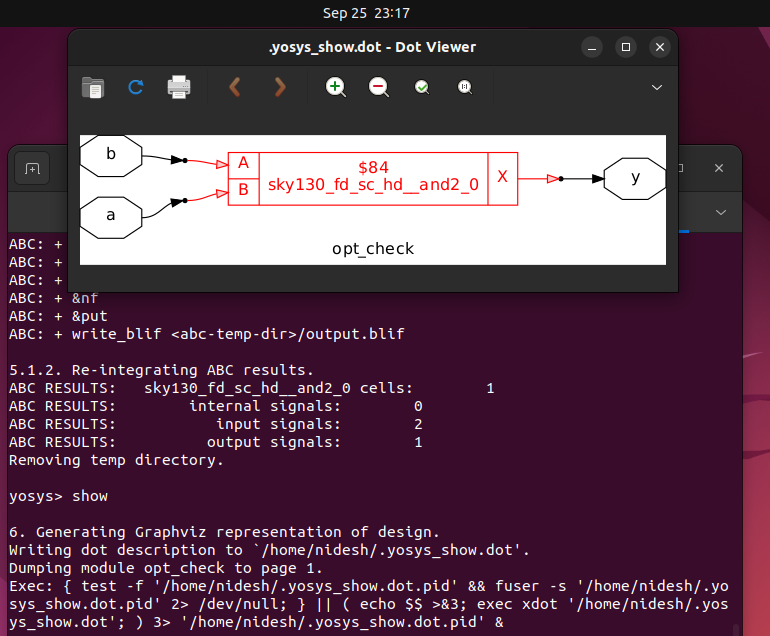 Sep 25 23:17
.yosys_show.dot - Dot Viewer
b
A
$84
X
y
sky130_fd_sc_hd__and2_0
B
a
opt_check
ABC: +
ABC: +
ABC: +
ABC: + &nf
ABC: + &put
ABC: + write_blif <abc-temp-dir>/output.blif
5.1.2. Re-integrating ABC results.
ABC RESULTS:   sky130_fd_sc_hd__and2_0 cells:        1
ABC RESULTS:        internal signals:        0
ABC RESULTS:           input signals:        2
ABC RESULTS:          output signals:        1
Removing temp directory.
yosys> show
6. Generating Graphviz representation of design.
Writing dot description to `/home/nidesh/.yosys_show.dot'.
Dumping module opt_check to page 1.
Exec: { test -f '/home/nidesh/.yosys_show.dot.pid' && fuser -s '/home/nidesh/.yo
sys_show.dot.pid' 2> /dev/null; } || ( echo $$ >&3; exec xdot '/home/nidesh/.yos
ys_show.dot'; ) 3> '/home/nidesh/.yosys_show.dot.pid' &